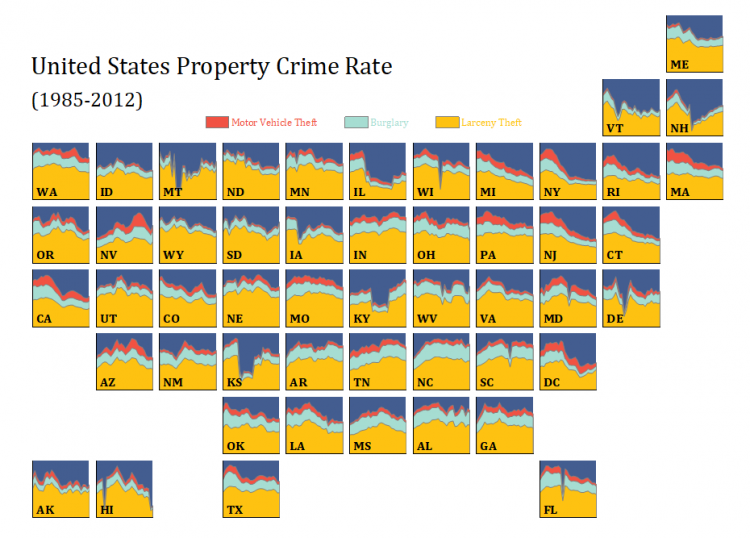 ME
United States Property Crime Rate
(1985-2012)
Motor Vehicle Theft Burglary Larceny Theft
VT NH
WA ID MT ND MN IL WI MI NY RI MA
OR NV WY SD IA IN OH PA NJ CT
CA UT CO NE MO KY WV VA MD DE
AZ NM KS AR TN NC SC DC
OK LA MS AL GA
AK HI TX FL